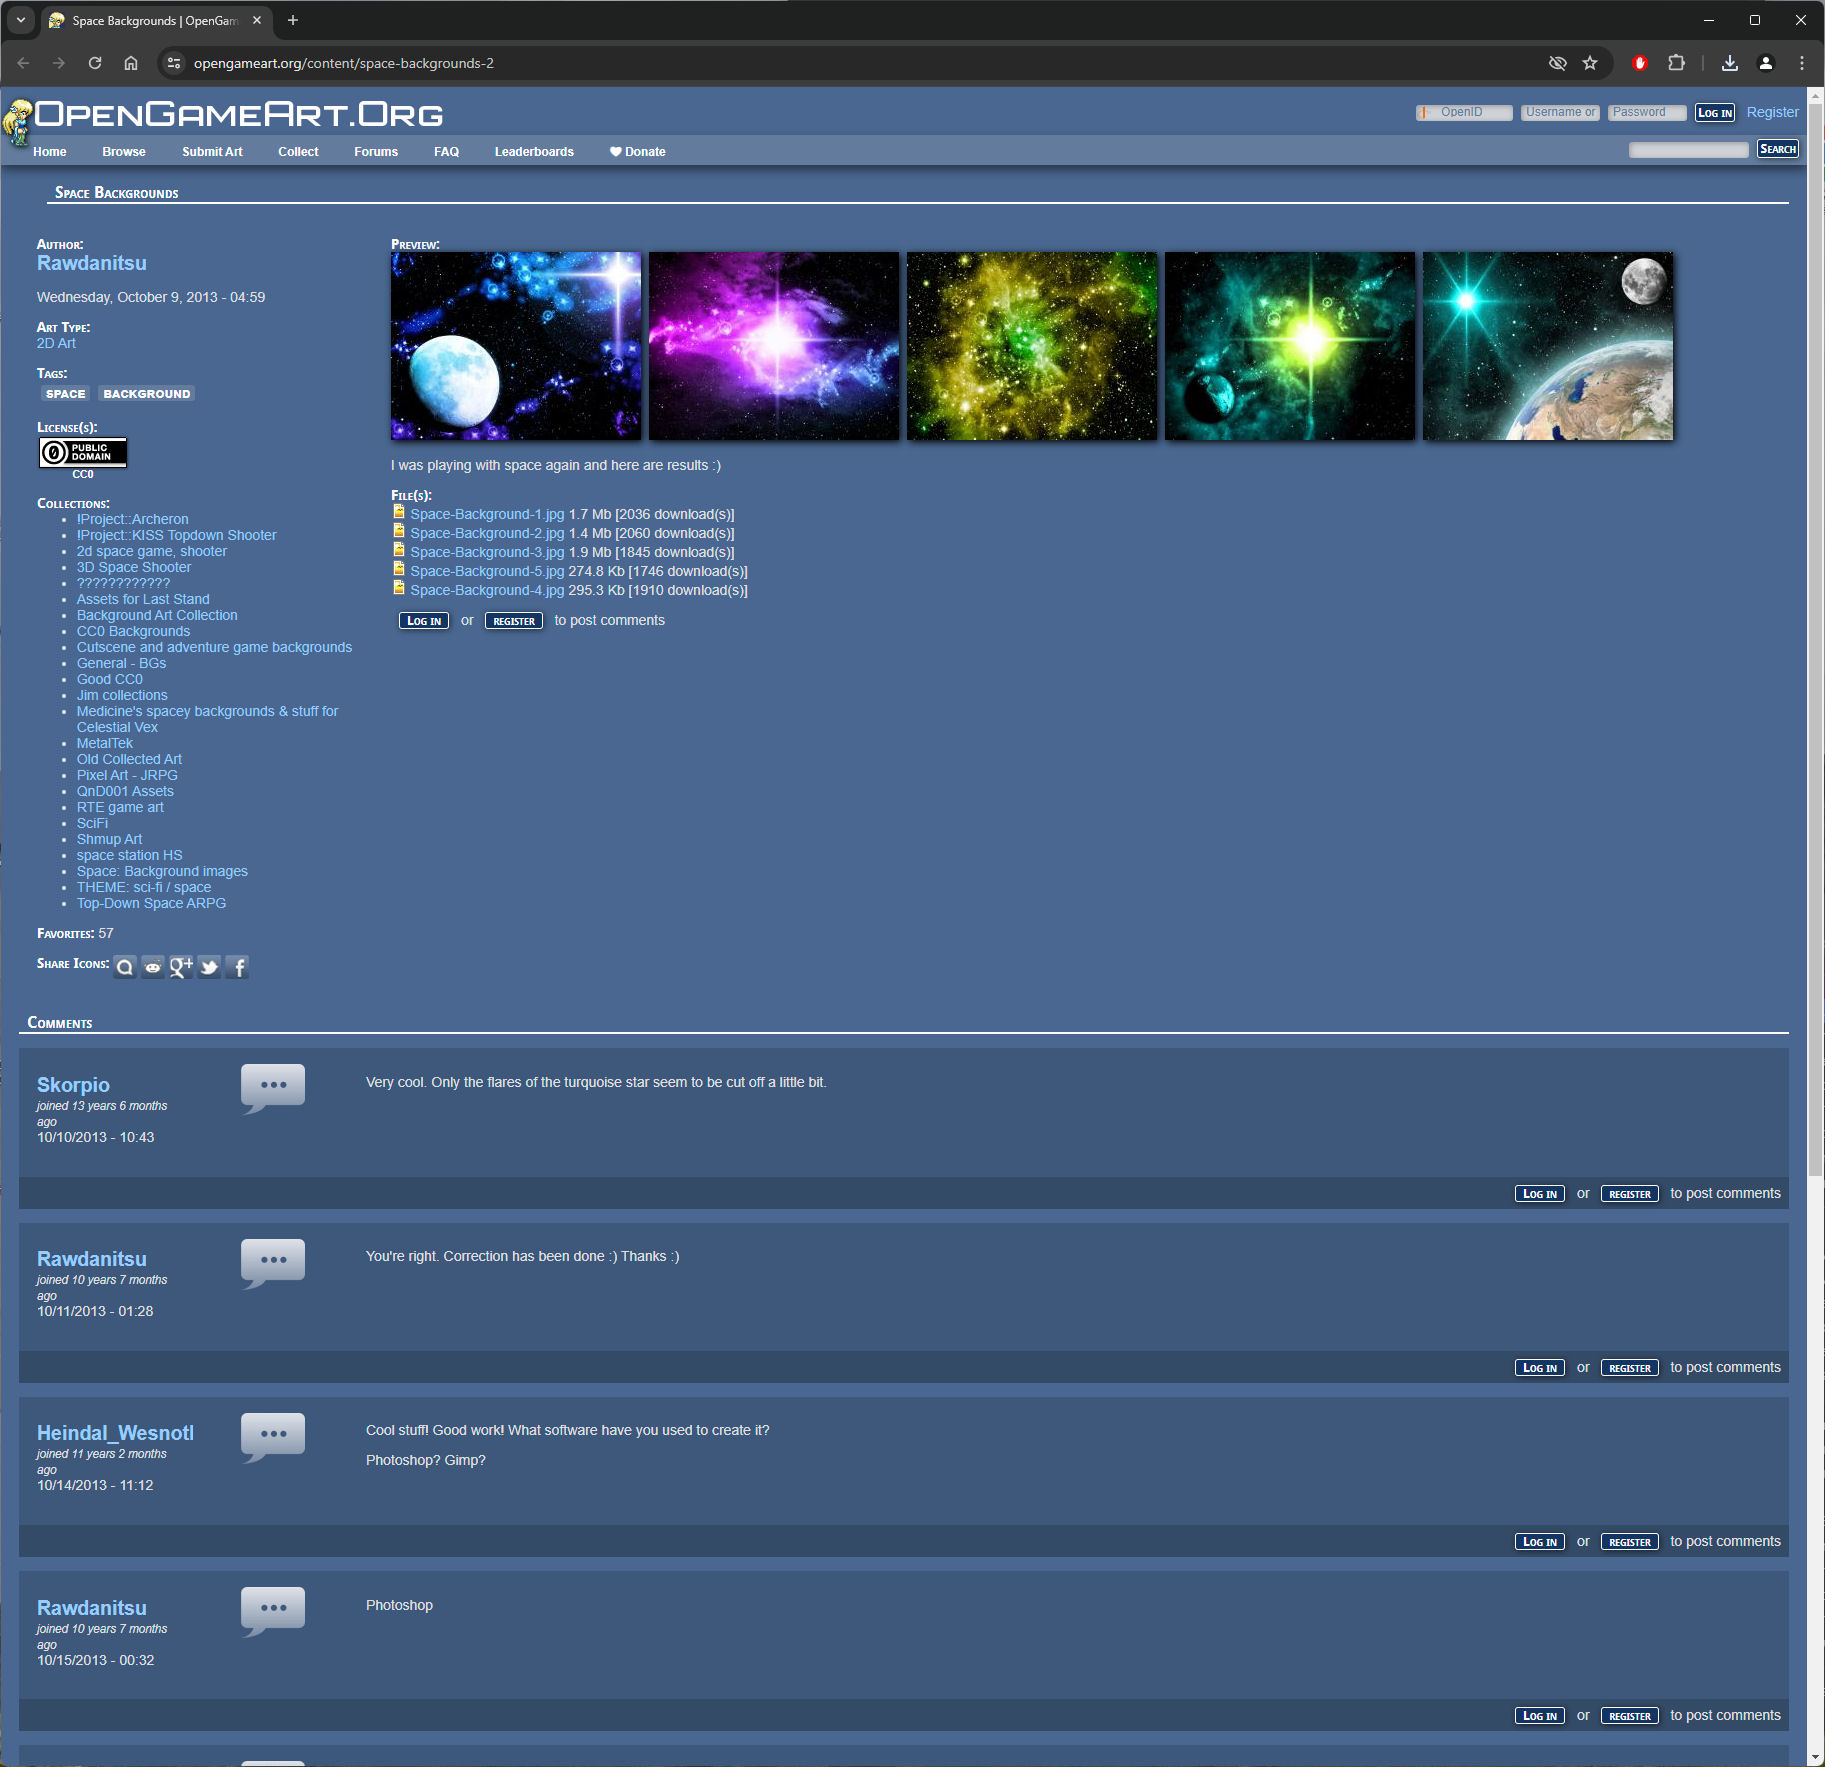 Space Backgrounds | OpenGam
opengameart.org/content/space-backgrounds-2
OpenGameArt.Org
OpenID
Username or
Password
Log in
Register
Home
Browse
Submit Art
Collect
Forums
FAQ
Leaderboards
Donate
Search
Space Backgrounds
Author:
Rawdanitsu
Wednesday, October 9, 2013 - 04:59
Art Type:
2D Art
Tags:
SPACE BACKGROUND
License(s):
PUBLIC
DOMAIN
CC0
Collections:
!Project::Archeron
!Project::KISS Topdown Shooter
2d space game, shooter
3D Space Shooter
????????????
Assets for Last Stand
Background Art Collection
CC0 Backgrounds
Cutscene and adventure game backgrounds
General - BGs
Good CC0
Jim collections
Medicine's spacey backgrounds & stuff for
Celestial Vex
MetalTek
Old Collected Art
Pixel Art - JRPG
QnD001 Assets
RTE game art
SciFi
Shmup Art
space station HS
Space: Background images
THEME: sci-fi / space
Top-Down Space ARPG
Favorites: 57
Share Icons:
Preview:
I was playing with space again and here are results :)
File(s):
Space-Background-1.jpg 1.7 Mb [2036 download(s)]
Space-Background-2.jpg 1.4 Mb [2060 download(s)]
Space-Background-3.jpg 1.9 Mb [1845 download(s)]
Space-Background-5.jpg 274.8 Kb [1746 download(s)]
Space-Background-4.jpg 295.3 Kb [1910 download(s)]
Log in or register to post comments
Comments
Skorpio
joined 13 years 6 months
ago
10/10/2013 - 10:43
Very cool. Only the flares of the turquoise star seem to be cut off a little bit.
Log in or register to post comments
Rawdanitsu
joined 10 years 7 months
ago
10/11/2013 - 01:28
You're right. Correction has been done :) Thanks :)
Log in or register to post comments
Heindal_Wesnotl
joined 11 years 2 months
ago
10/14/2013 - 11:12
Cool stuff! Good work! What software have you used to create it?
Photoshop? Gimp?
Log in or register to post comments
Rawdanitsu
joined 10 years 7 months
ago
10/15/2013 - 00:32
Photoshop
Log in or register to post comments